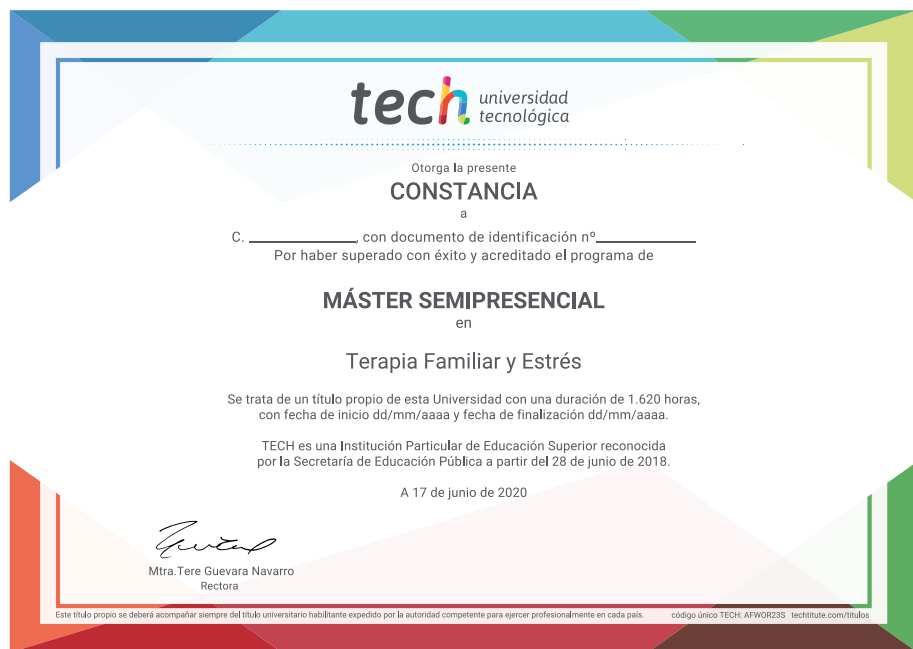 tech universidad
tecnológica
Otorga la presente
CONSTANCIA
a
C. ____________, con documento de identificación nº____________
Por haber superado con éxito y acreditado el programa de
MÁSTER SEMIPRESENCIAL
en
Terapia Familiar y Estrés
Se trata de un título propio de esta Universidad con una duración de 1.620 horas,
con fecha de inicio dd/mm/aaaa y fecha de finalización dd/mm/aaaa.
TECH es una Institución Particular de Educación Superior reconocida
por la Secretaría de Educación Pública a partir del 28 de junio de 2018.
A 17 de junio de 2020
Mtra.Tere Guevara Navarro
Rectora
Este título propio se deberá acompañar siempre del título universitario habilitante expedido por la autoridad competente para ejercer profesionalmente en cada país. código único TECH: AFWOR23S techtitute.com/titulos